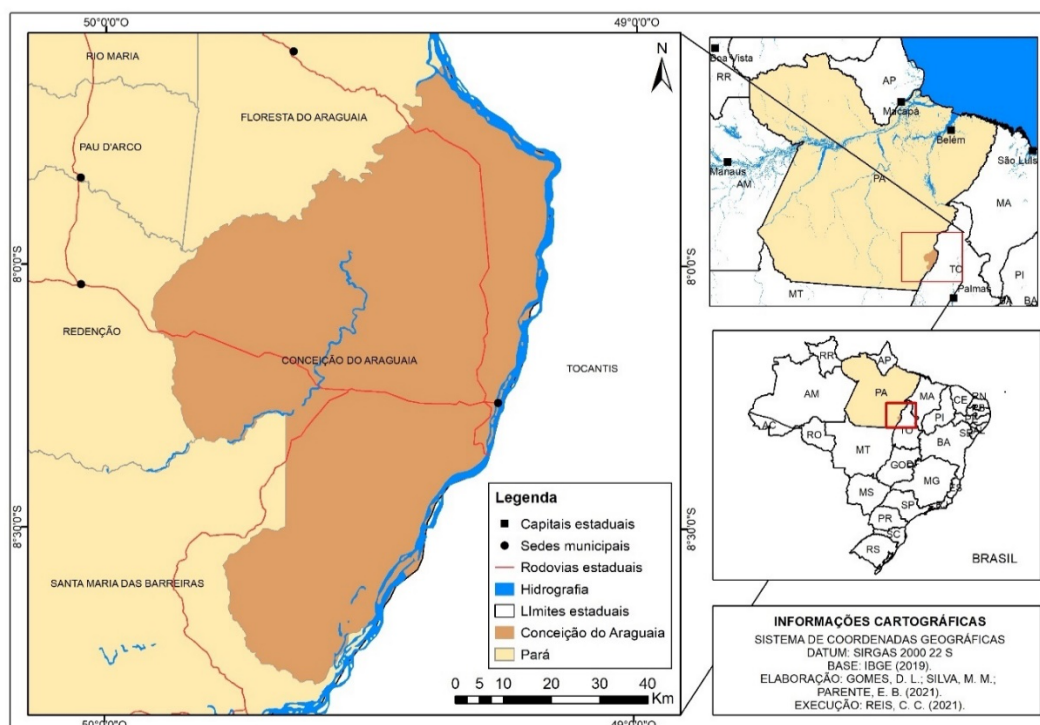 50°0'0"O
49°0'0"O
RIO MARIA
FLORESTA DO ARAGUAIA
PAU D'ARCO
8°0'0"S
REDENÇÃO
CONCEIÇÃO DO ARAGUAIA
TOCANTIS
8°30'0"S
SANTA MARIA DAS BARREIRAS
50°0'0"O
49°0'0"O
N
Legenda
Capitais estaduais
Sedes municipais
Rodovias estaduais
Hidrografia
LImites estaduais
Conceição do Araguaia
Pará
0 5 10 20 30 40
Km
Boa Vista
RR
AP
Macapá
Belém
São Luís
Manaus
AM
PA
MA
8°0'0"S
TO
PI
Palmas
MT
BA
BA
RR
AP
AM
PA
MA
CE
RN
PB
PE
AC
RO
TO
PI
SE
MT
BA
GO
MG
ES
MS
SP
PR
SC
RS
BRASIL
8°30'0"S
INFORMAÇÕES CARTOGRÁFICAS
SISTEMA DE COORDENADAS GEOGRÁFICAS
DATUM: SIRGAS 2000 22 S
BASE: IBGE (2019).
ELABORAÇÃO: GOMES, D. L.; SILVA, M. M.;
PARENTE, E. B. (2021).
EXECUÇÃO: REIS, C. C. (2021).